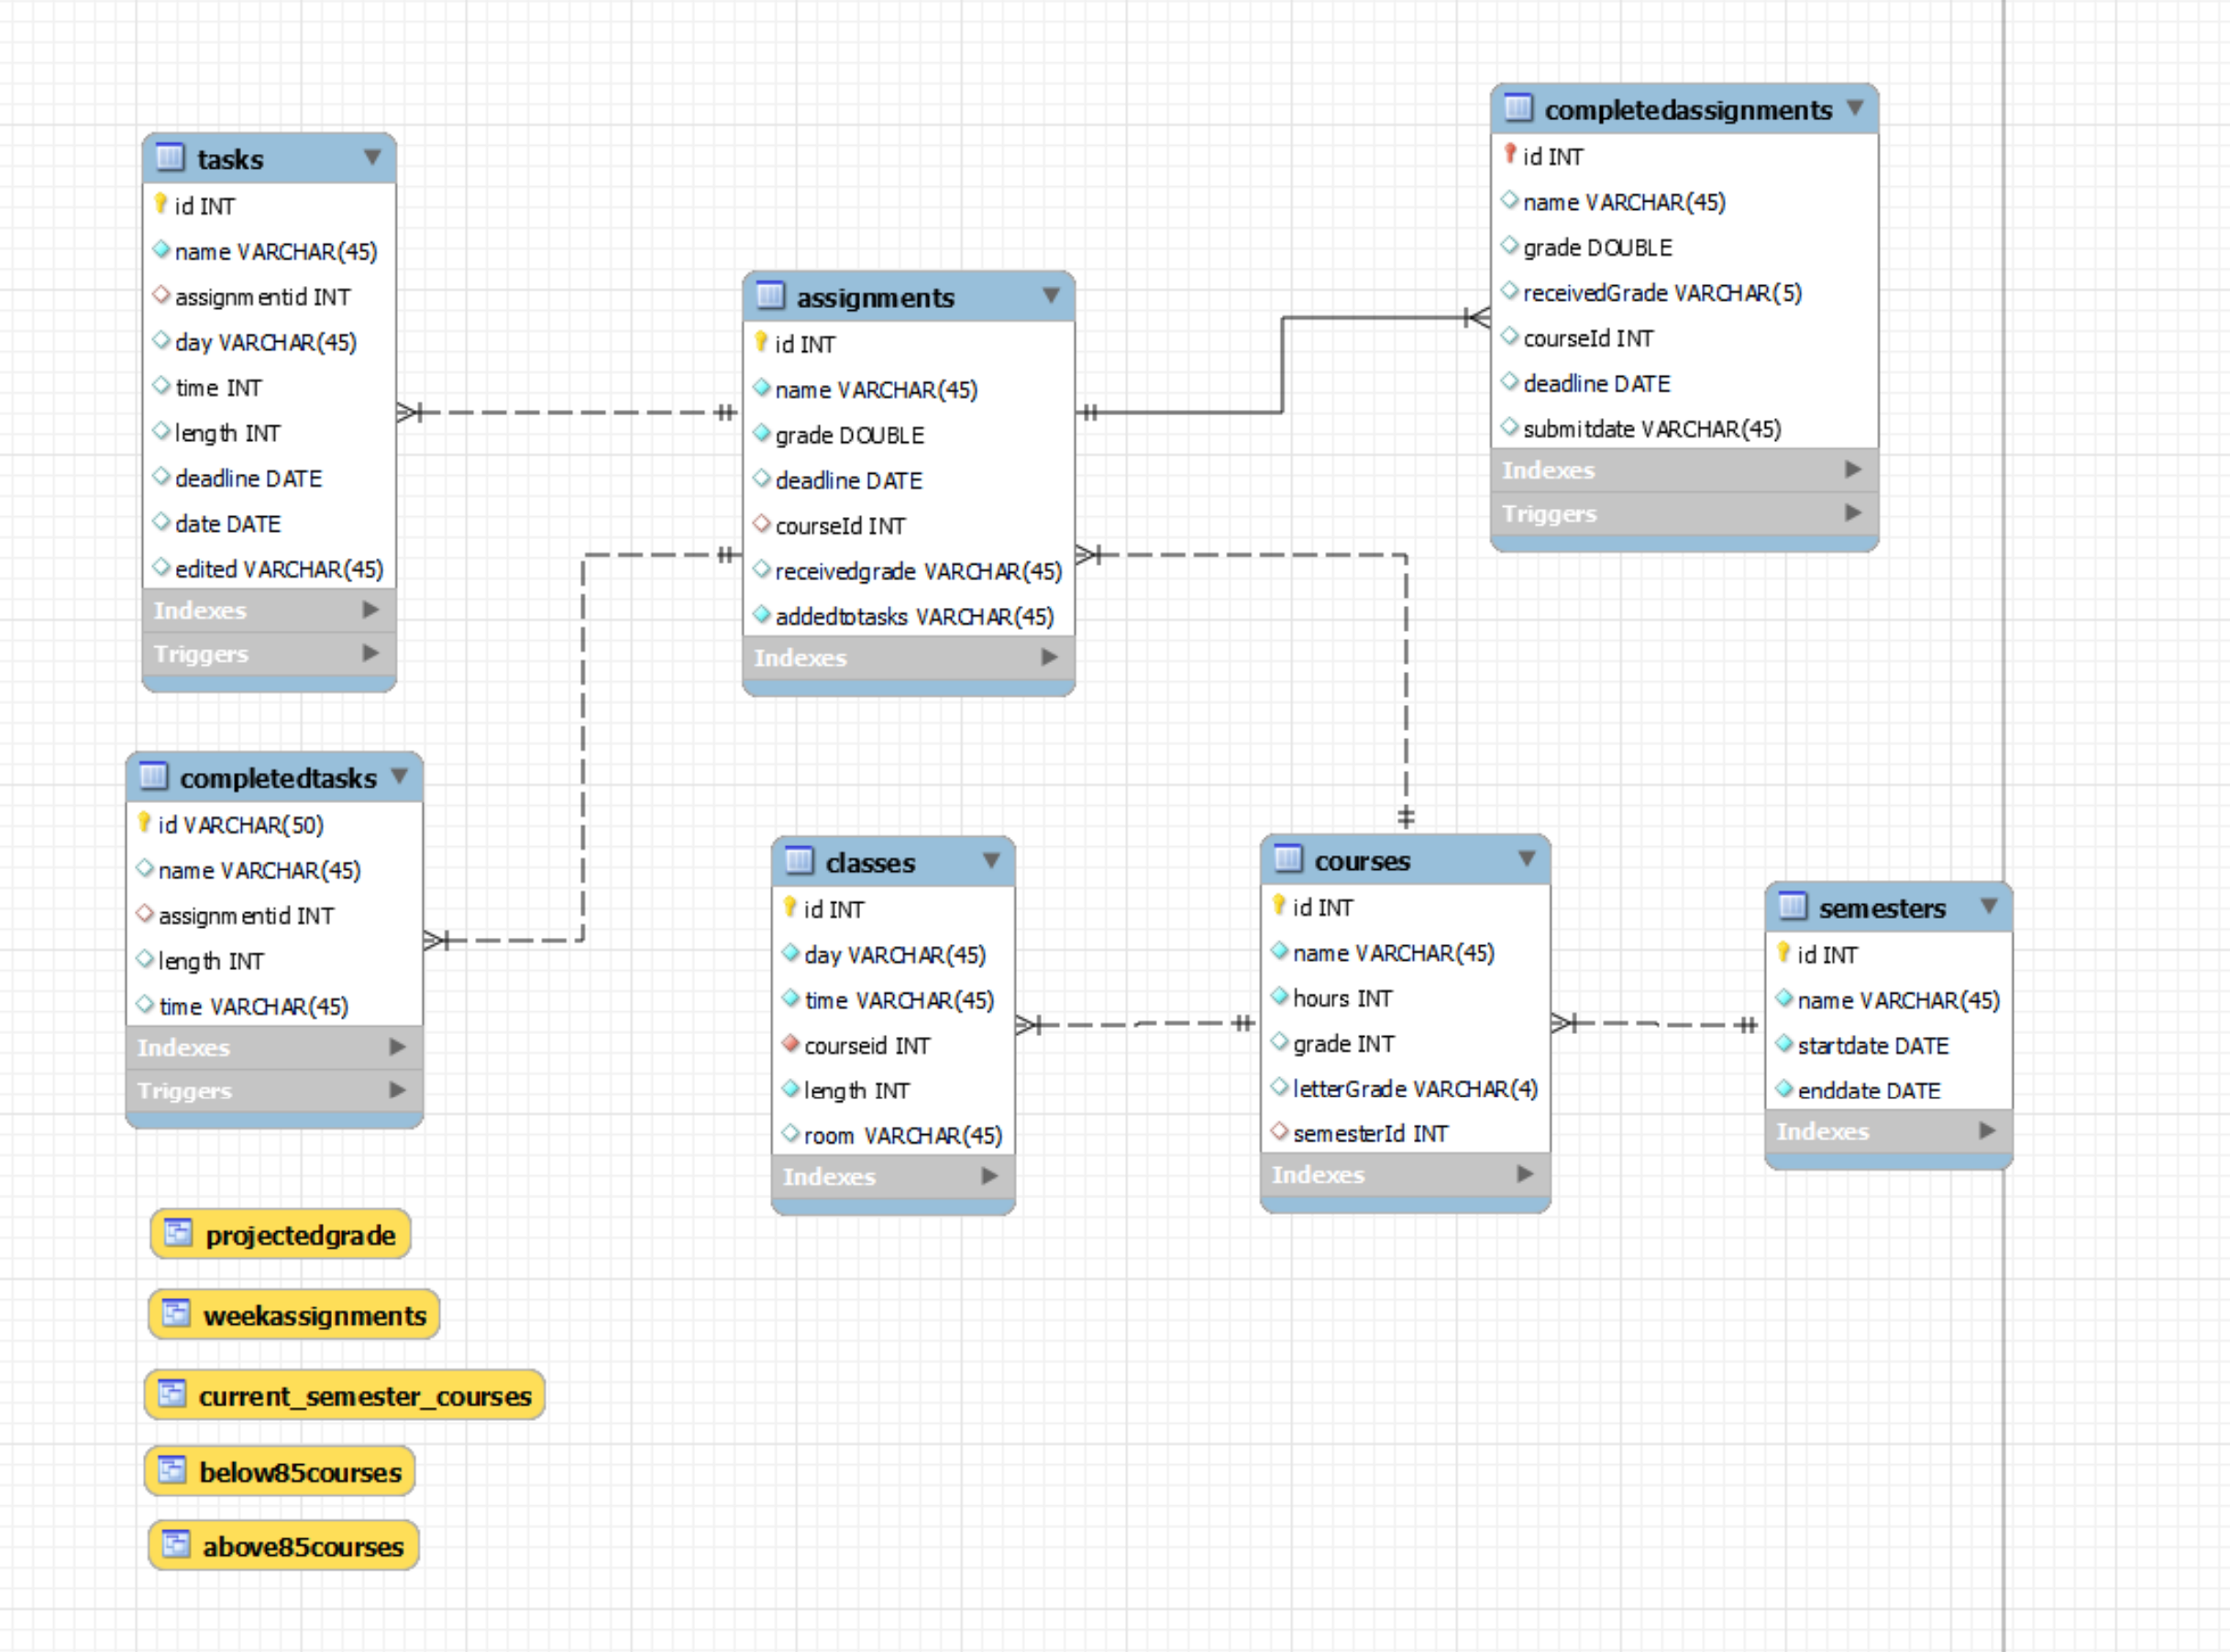 tasks
id INT
name VARCHAR(45)
assignmentid INT
day VARCHAR(45)
time INT
length INT
deadline DATE
date DATE
edited VARCHAR(45)
Indexes
Triggers
assignments
id INT
name VARCHAR(45)
grade DOUBLE
deadline DATE
courseId INT
receivedgrade VARCHAR(45)
addedtotasks VARCHAR(45)
Indexes
completedassignments
id INT
name VARCHAR(45)
grade DOUBLE
receivedGrade VARCHAR(5)
courseId INT
deadline DATE
submitdate VARCHAR(45)
Indexes
Triggers
completedtasks
id VARCHAR(50)
name VARCHAR(45)
assignmentid INT
length INT
time VARCHAR(45)
Indexes
Triggers
classes
id INT
day VARCHAR(45)
time VARCHAR(45)
courseid INT
length INT
room VARCHAR(45)
Indexes
courses
id INT
name VARCHAR(45)
hours INT
grade INT
letterGrade VARCHAR(4)
semesterId INT
Indexes
semesters
id INT
name VARCHAR(45)
startdate DATE
enddate DATE
Indexes
projectedgrade
weekassignments
current_semester_courses
below85courses
above85courses